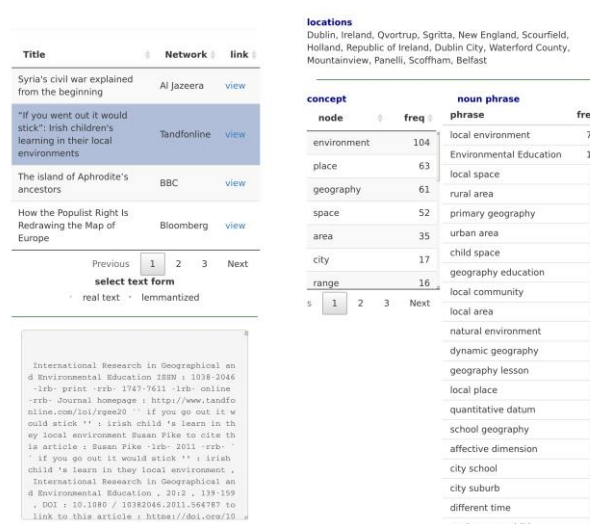 Title Network link
Syria's civil war explained
from the beginning
Al Jazeera view
"If you went out it would
stick": Irish children's
learning in their local
environments
Tandfonline view
The island of Aphrodite's
ancestors
BBC view
How the Populist Right Is
Redrawing the Map of
Europe
Bloomberg view
Previous 1 2 3 Next
select text form
real text lemmantized
International Research in Geographical an
d Environmental Education ISSN : 1038-2046
-lrb- print -rrb- 1747-7611 -lrb- online
-rrb- Journal homepage : http://www.tandfo
nline.com/loi/rgee20 `` if you go out it w
ould stick '' : irish child 's learn in th
ey local environment Susan Pike to cite th
is article : Susan Pike -lrb- 2011 -rrb- `
` if you go out it would stick '' : irish
child 's learn in they local environment ,
International Research in Geographical an
d Environmental Education , 20:2 , 139-159
, DOI : 10.1080 / 10382046.2011.564787 to
link to this article : https://doi.org/10
locations
Dublin, Ireland, Qvortrup, Sgritta, New England, Scourfield,
Holland, Republic of Ireland, Dublin City, Waterford County,
Mountainview, Panelli, Scoffham, Belfast
concept
node freq
environment 104
place 63
geography 61
space 52
area 35
city 17
range 16
s 1 2 3 Next
noun phrase
phrase fre
local environment 7
Environmental Education 1
local space
rural area
primary geography
urban area
child space
geography education
local community
local area
natural environment
dynamic geography
geography lesson
local place
quantitative datum
school geography
affective dimension
city school
city suburb
different time